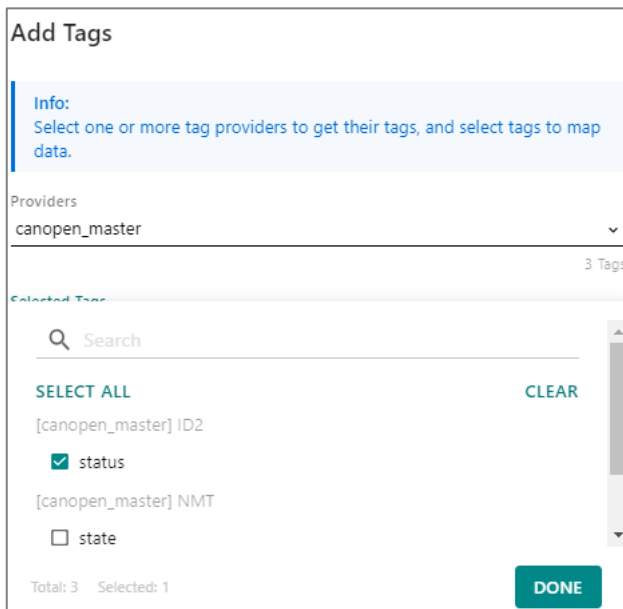 Add Tags
Info:
Select one or more tag providers to get their tags, and select tags to map
data.
Providers
canopen_master
3 Tags
Selected Tags
Search
SELECT ALL CLEAR
[canopen_master] ID2
status
[canopen_master] NMT
state
Total: 3 Selected: 1
DONE